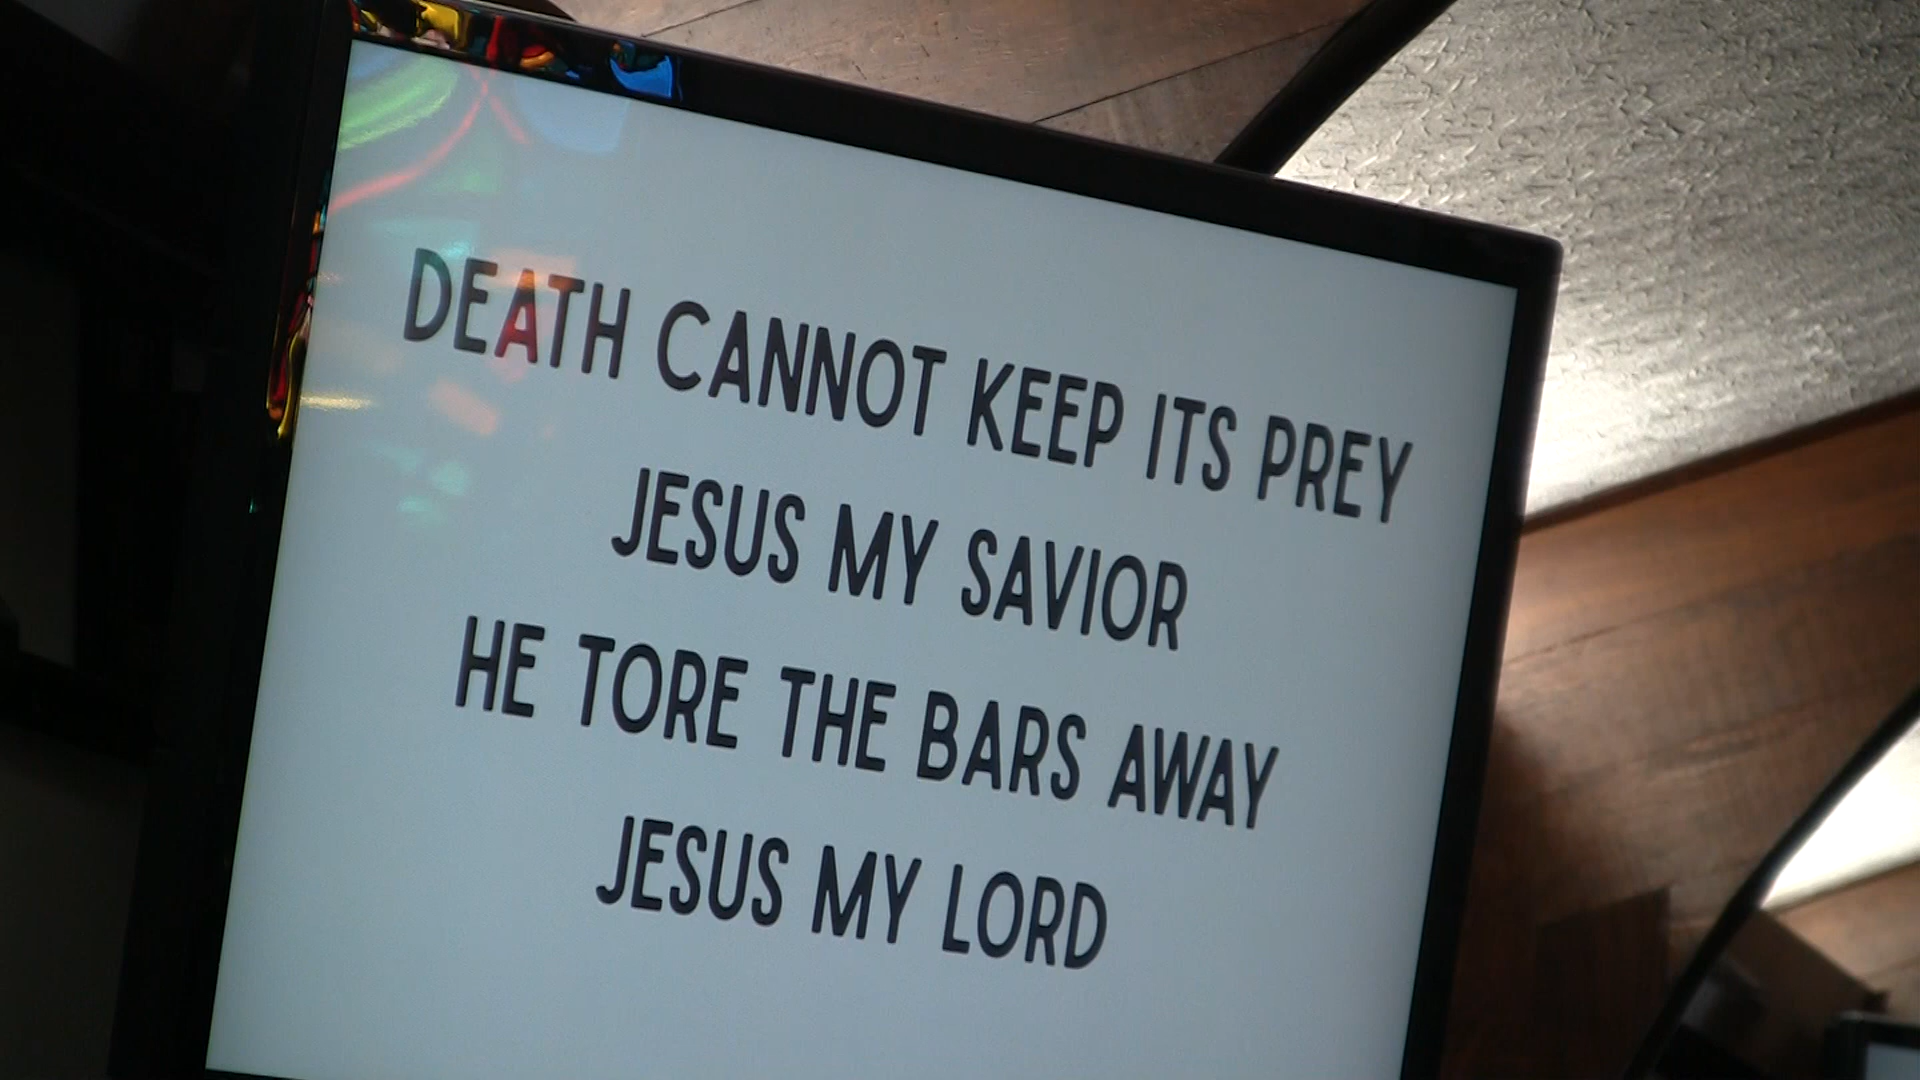 DEATH CANNOT KEEP ITS PREY
JESUS MY SAVIOR
HE TORE THE BARS AWAY
JESUS MY LORD